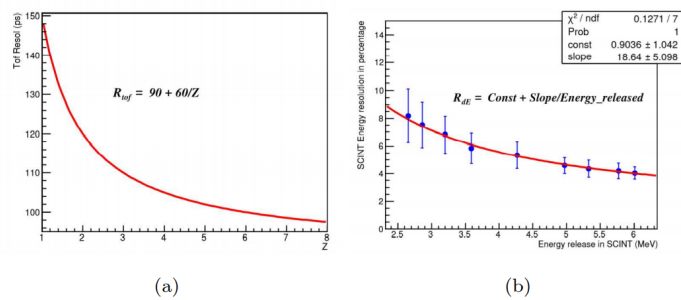 Tof Resol (ps)
150
140
130
120
110
100
R_tof = 90 + 60/Z
1 2 3 4 5 6 7 8
Z
(a)
χ² / ndf 0.1271 / 7
Prob 1
const 0.9036 ± 1.042
slope 18.64 ± 5.098
SCINT Energy resolution in percentage
14
12
10
8
6
4
2
0
R_dE = Const + Slope/Energy_released
2.5 3 3.5 4 4.5 5 5.5 6
Energy release in SCINT (MeV)
(b)